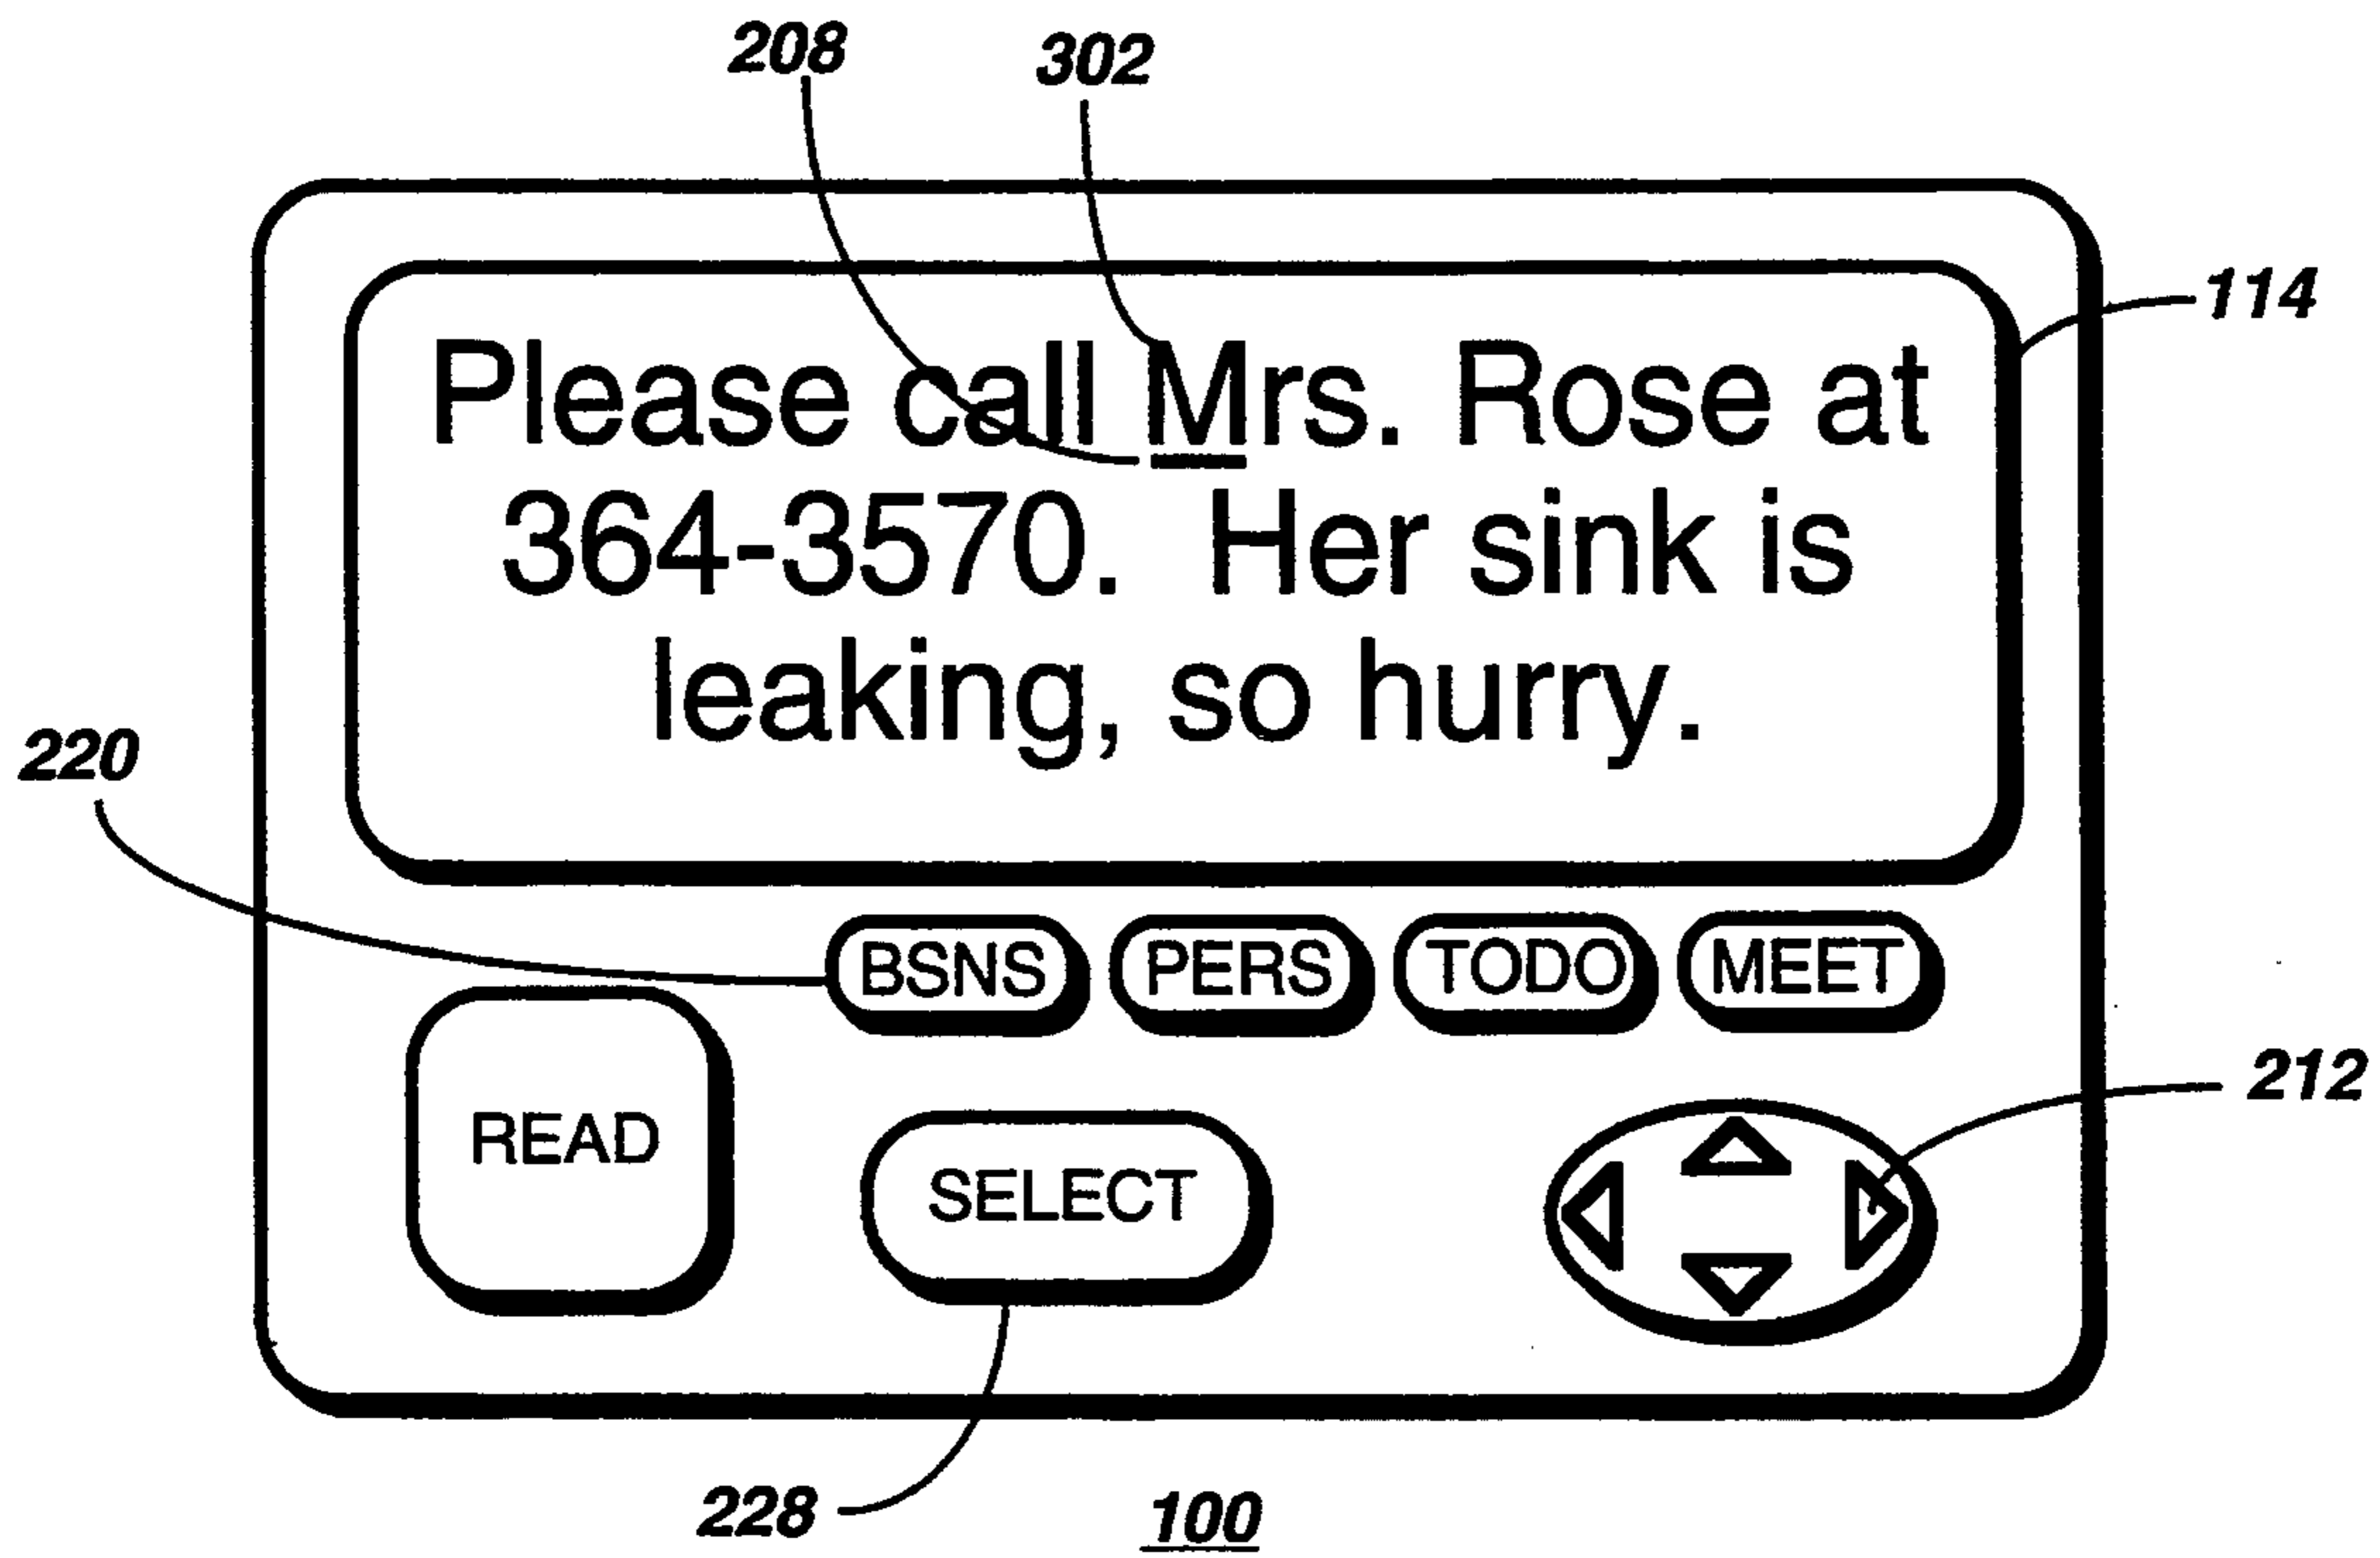 208 302
114
Please call Mrs. Rose at
364-3570. Her sink is
leaking, so hurry.
220
BSNS PERS TODO MEET
212
READ
SELECT
228
100